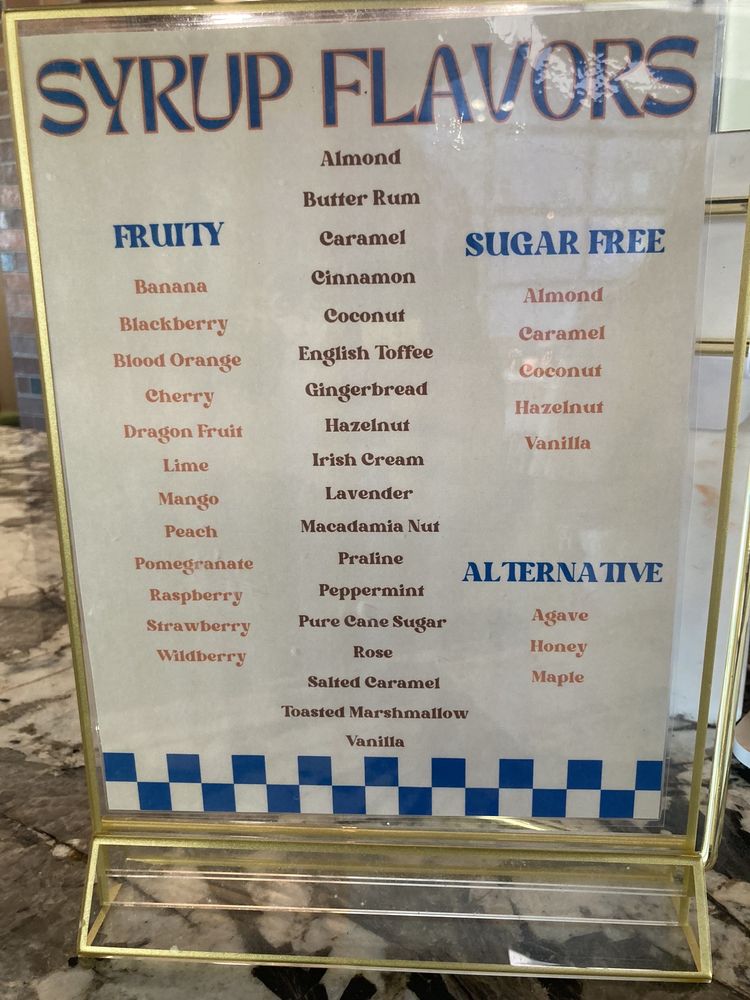 SYRUP FLAVORS
FRUITY
Banana
Blackberry
Blood Orange
Cherry
Dragon Fruit
Lime
Mango
Peach
Pomegranate
Raspberry
Strawberry
Wildberry
Almond
Butter Rum
Caramel
Cinnamon
Coconut
English Toffee
Gingerbread
Hazelnut
Irish Cream
Lavender
Macadamia Nut
Praline
Peppermint
Pure Cane Sugar
Rose
Salted Caramel
Toasted Marshmallow
Vanilla
SUGAR FREE
Almond
Caramel
Coconut
Hazelnut
Vanilla
ALTERNATIVE
Agave
Honey
Maple